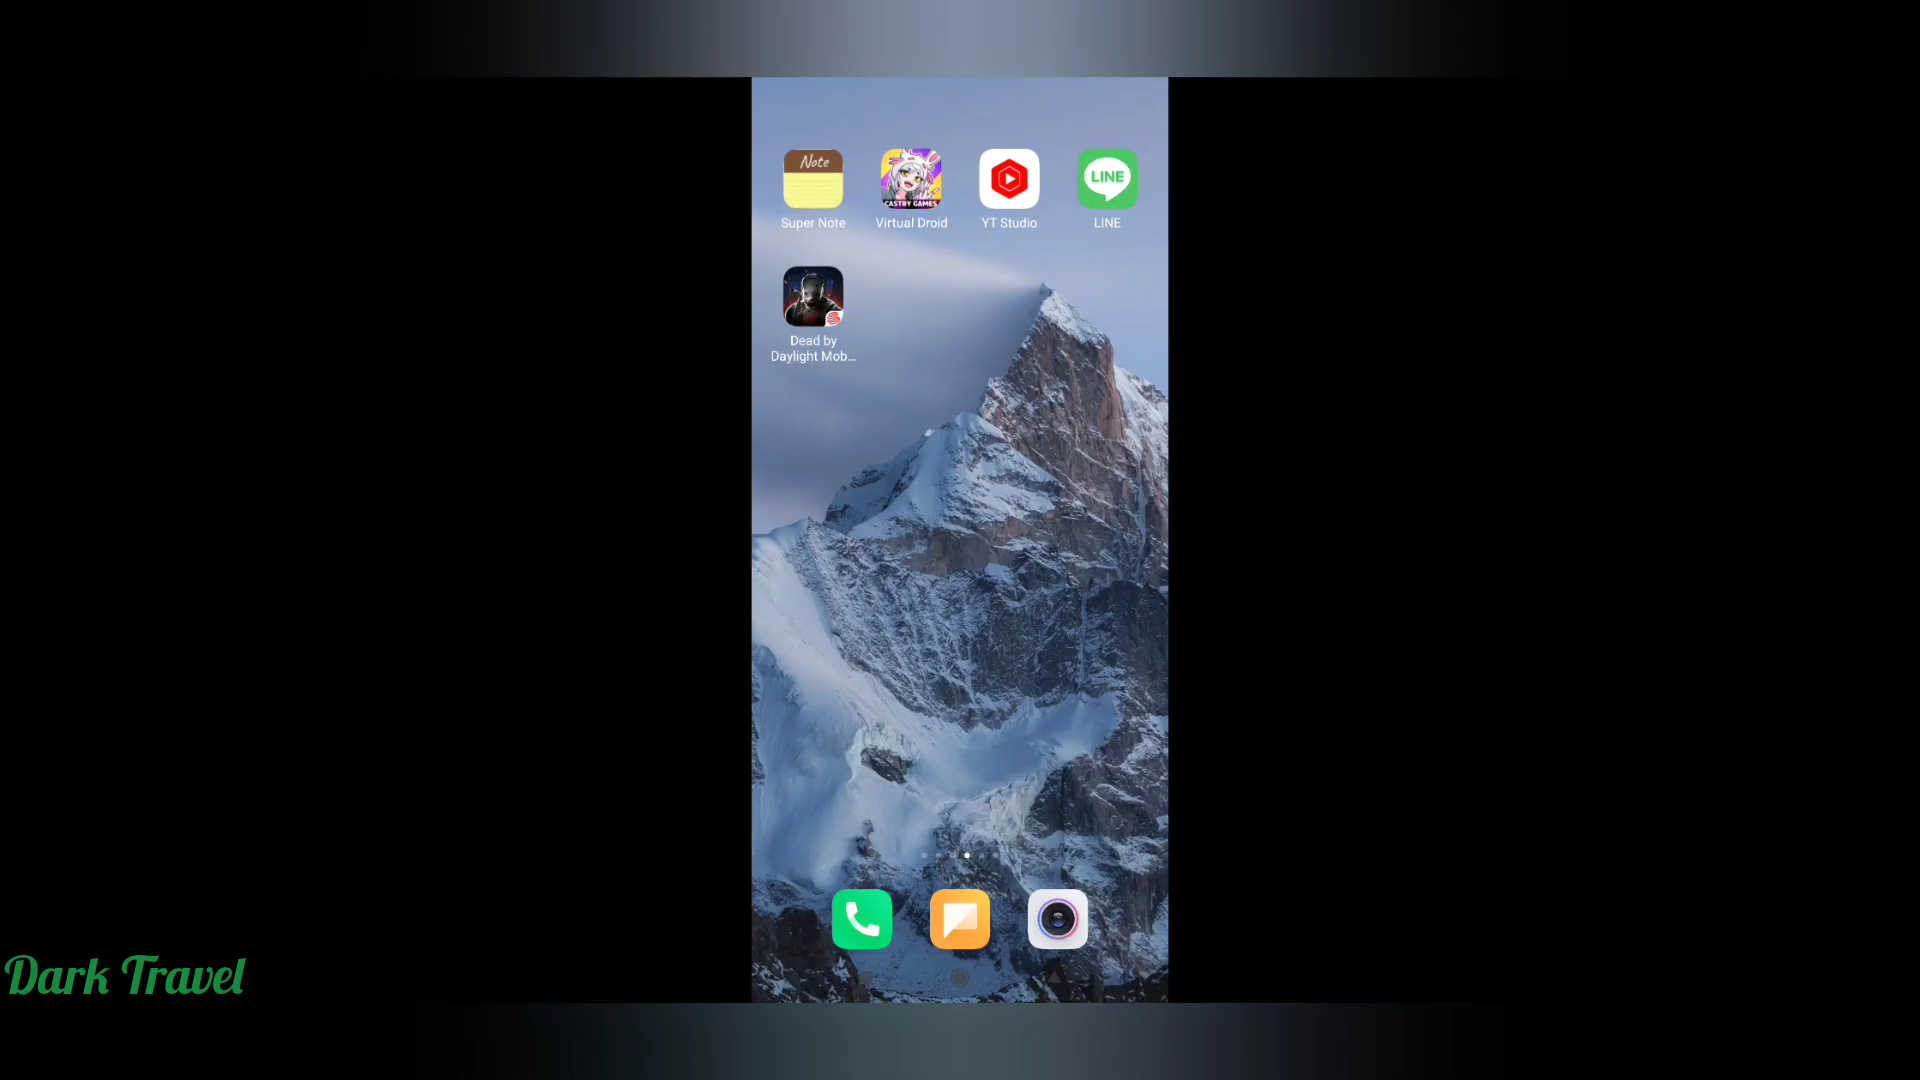 Note
CASTRY GAMES
LINE
Super Note
Virtual Droid
YT Studio
LINE
Dead by
Daylight Mob...
Dark Travel